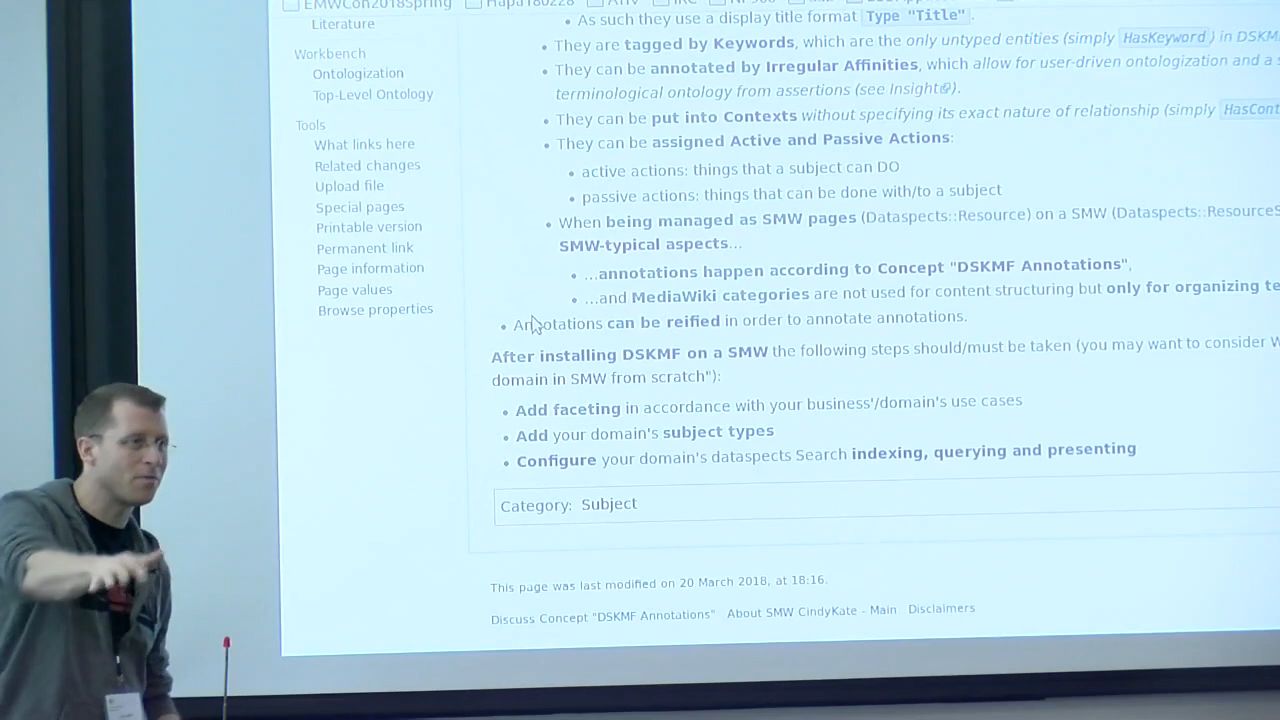 EMWCon2018Spring
Literature
Workbench
Ontologization
Top-Level Ontology
Tools
What links here
Related changes
Upload file
Special pages
Printable version
Permanent link
Page information
Page values
Browse properties
As such they use a display title format Type "Title".
They are tagged by Keywords, which are the only untyped entities (simply HasKeyword) in
They can be annotated by Irregular Affinities, which allow for user-driven ontologization and a
terminological ontology from assertions (see Insight).
They can be put into Contexts without specifying its exact nature of relationship (simply
They can be assigned Active and Passive Actions:
active actions: things that a subject can DO
passive actions: things that can be done with/to a subject
When being managed as SMW pages (Dataspects::Resource) on a SMW
SMW-typical aspects...
...annotations happen according to Concept "DSKMF Annotations",
...and MediaWiki categories are not used for content structuring but only for organizing
Annotations can be reified in order to annotate annotations.
After installing DSKMF on a SMW the following steps should/must be taken (you may want to consider
domain in SMW from scratch"):
Add faceting in accordance with your business'/domain's use cases
Add your domain's subject types
Configure your domain's dataspects Search indexing, querying and presenting
Category: Subject
This page was last modified on 20 March 2018, at 18:16.
Discuss Concept "DSKMF Annotations" About SMW CindyKate - Main Disclaimers